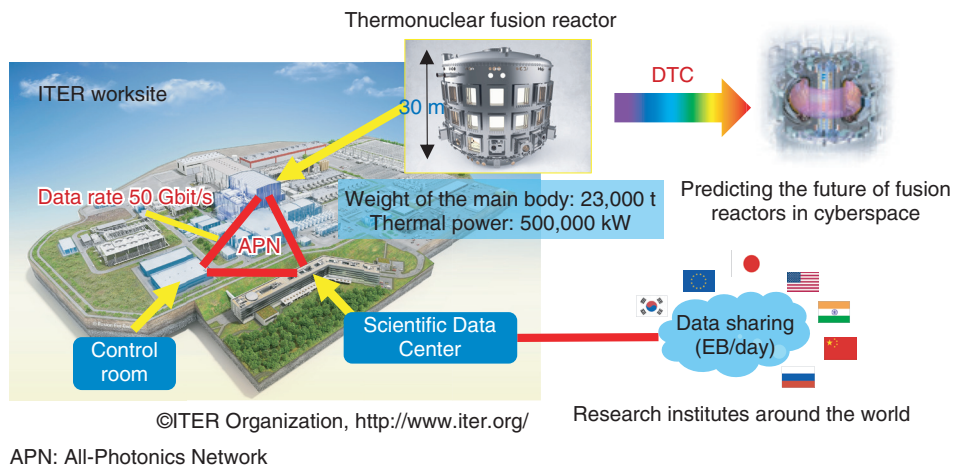 Thermonuclear fusion reactor
ITER worksite
30 m
DTC
Data rate 50 Gbit/s
Weight of the main body: 23,000 t
Thermal power: 500,000 kW
Predicting the future of fusion
reactors in cyberspace
APN
Control
room
Scientific Data
Center
Data sharing
(EB/day)
Research institutes around the world
©ITER Organization, http://www.iter.org/
APN: All-Photonics Network